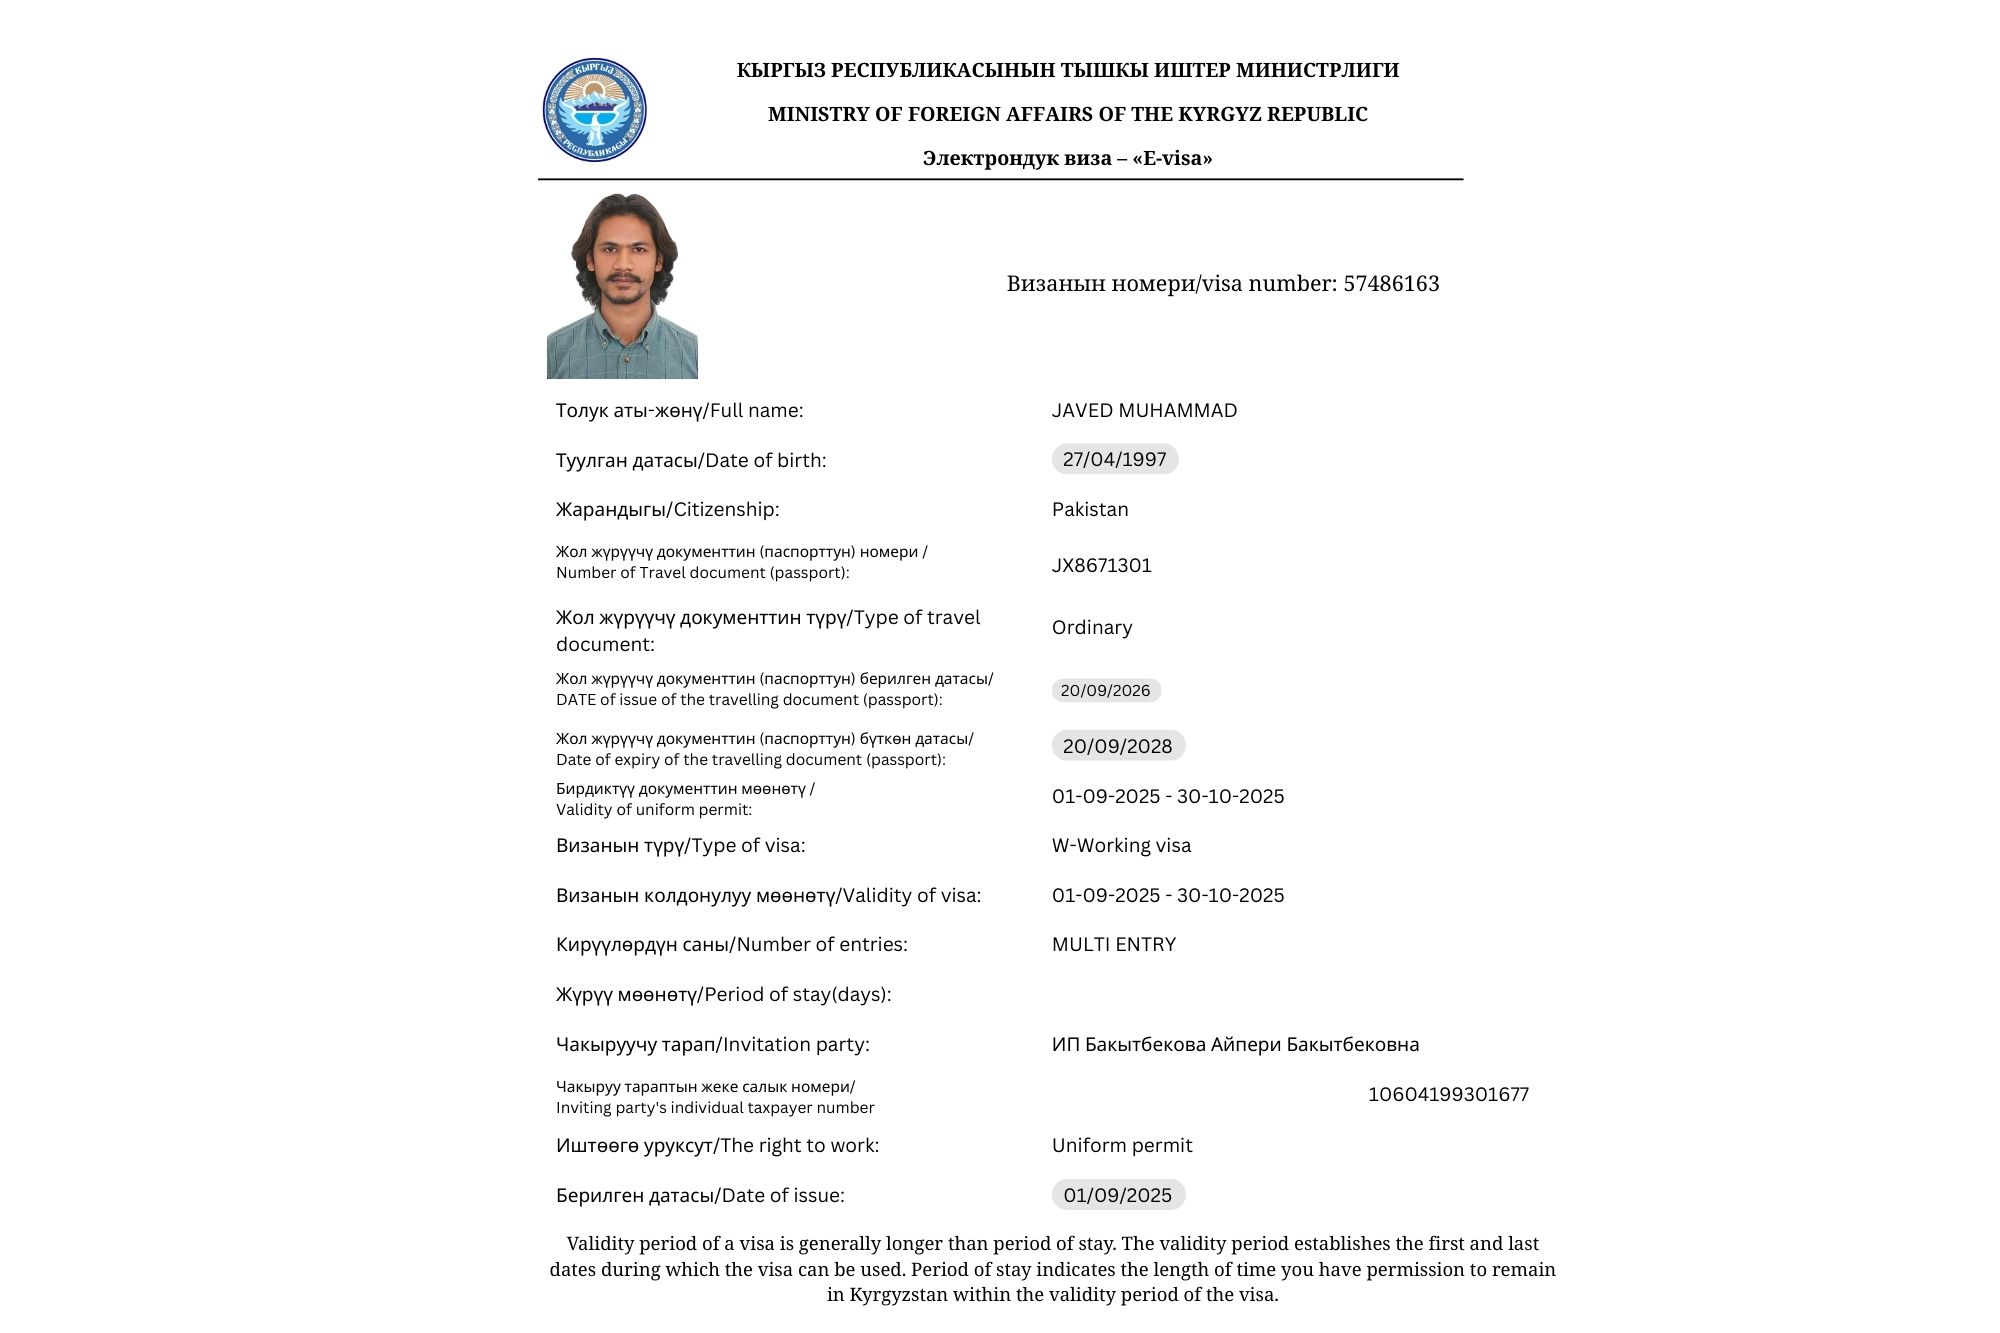 КЫРГЫЗ РЕСПУБЛИКАСЫ
КЫРГЫЗ РЕСПУБЛИКАСЫНЫН ТЫШКЫ ИШТЕР МИНИСТРЛИГИ
MINISTRY OF FOREIGN AFFAIRS OF THE KYRGYZ REPUBLIC
Электрондук виза – «E-visa»
Визанын номери/visa number: 57486163
Толук аты-жөнү/Full name: JAVED MUHAMMAD
Туулган датасы/Date of birth: 27/04/1997
Жарандыгы/Citizenship: Pakistan
Жол жүрүүчү документтин (паспорттун) номери /
Number of Travel document (passport): JX8671301
Жол жүрүүчү документтин түрү/Type of travel
document: Ordinary
Жол жүрүүчү документтин (паспорттун) берилген датасы/
DATE of issue of the travelling document (passport): 20/09/2026
Жол жүрүүчү документтин (паспорттун) бүткөн датасы/
Date of expiry of the travelling document (passport): 20/09/2028
Бирдиктүү документтин мөөнөтү /
Validity of uniform permit: 01-09-2025 - 30-10-2025
Визанын түрү/Type of visa: W-Working visa
Визанын колдонулуу мөөнөтү/Validity of visa: 01-09-2025 - 30-10-2025
Кирүүлөрдүн саны/Number of entries: MULTI ENTRY
Жүрүү мөөнөтү/Period of stay(days):
Чакыруучу тарап/Invitation party: ИП Бакытбекова Айпери Бакытбековна
Чакыруу тараптын жеке салык номери/
Inviting party's individual taxpayer number 10604199301677
Иштөөгө уруксут/The right to work: Uniform permit
Берилген датасы/Date of issue: 01/09/2025
Validity period of a visa is generally longer than period of stay. The validity period establishes the first and last
dates during which the visa can be used. Period of stay indicates the length of time you have permission to remain
in Kyrgyzstan within the validity period of the visa.